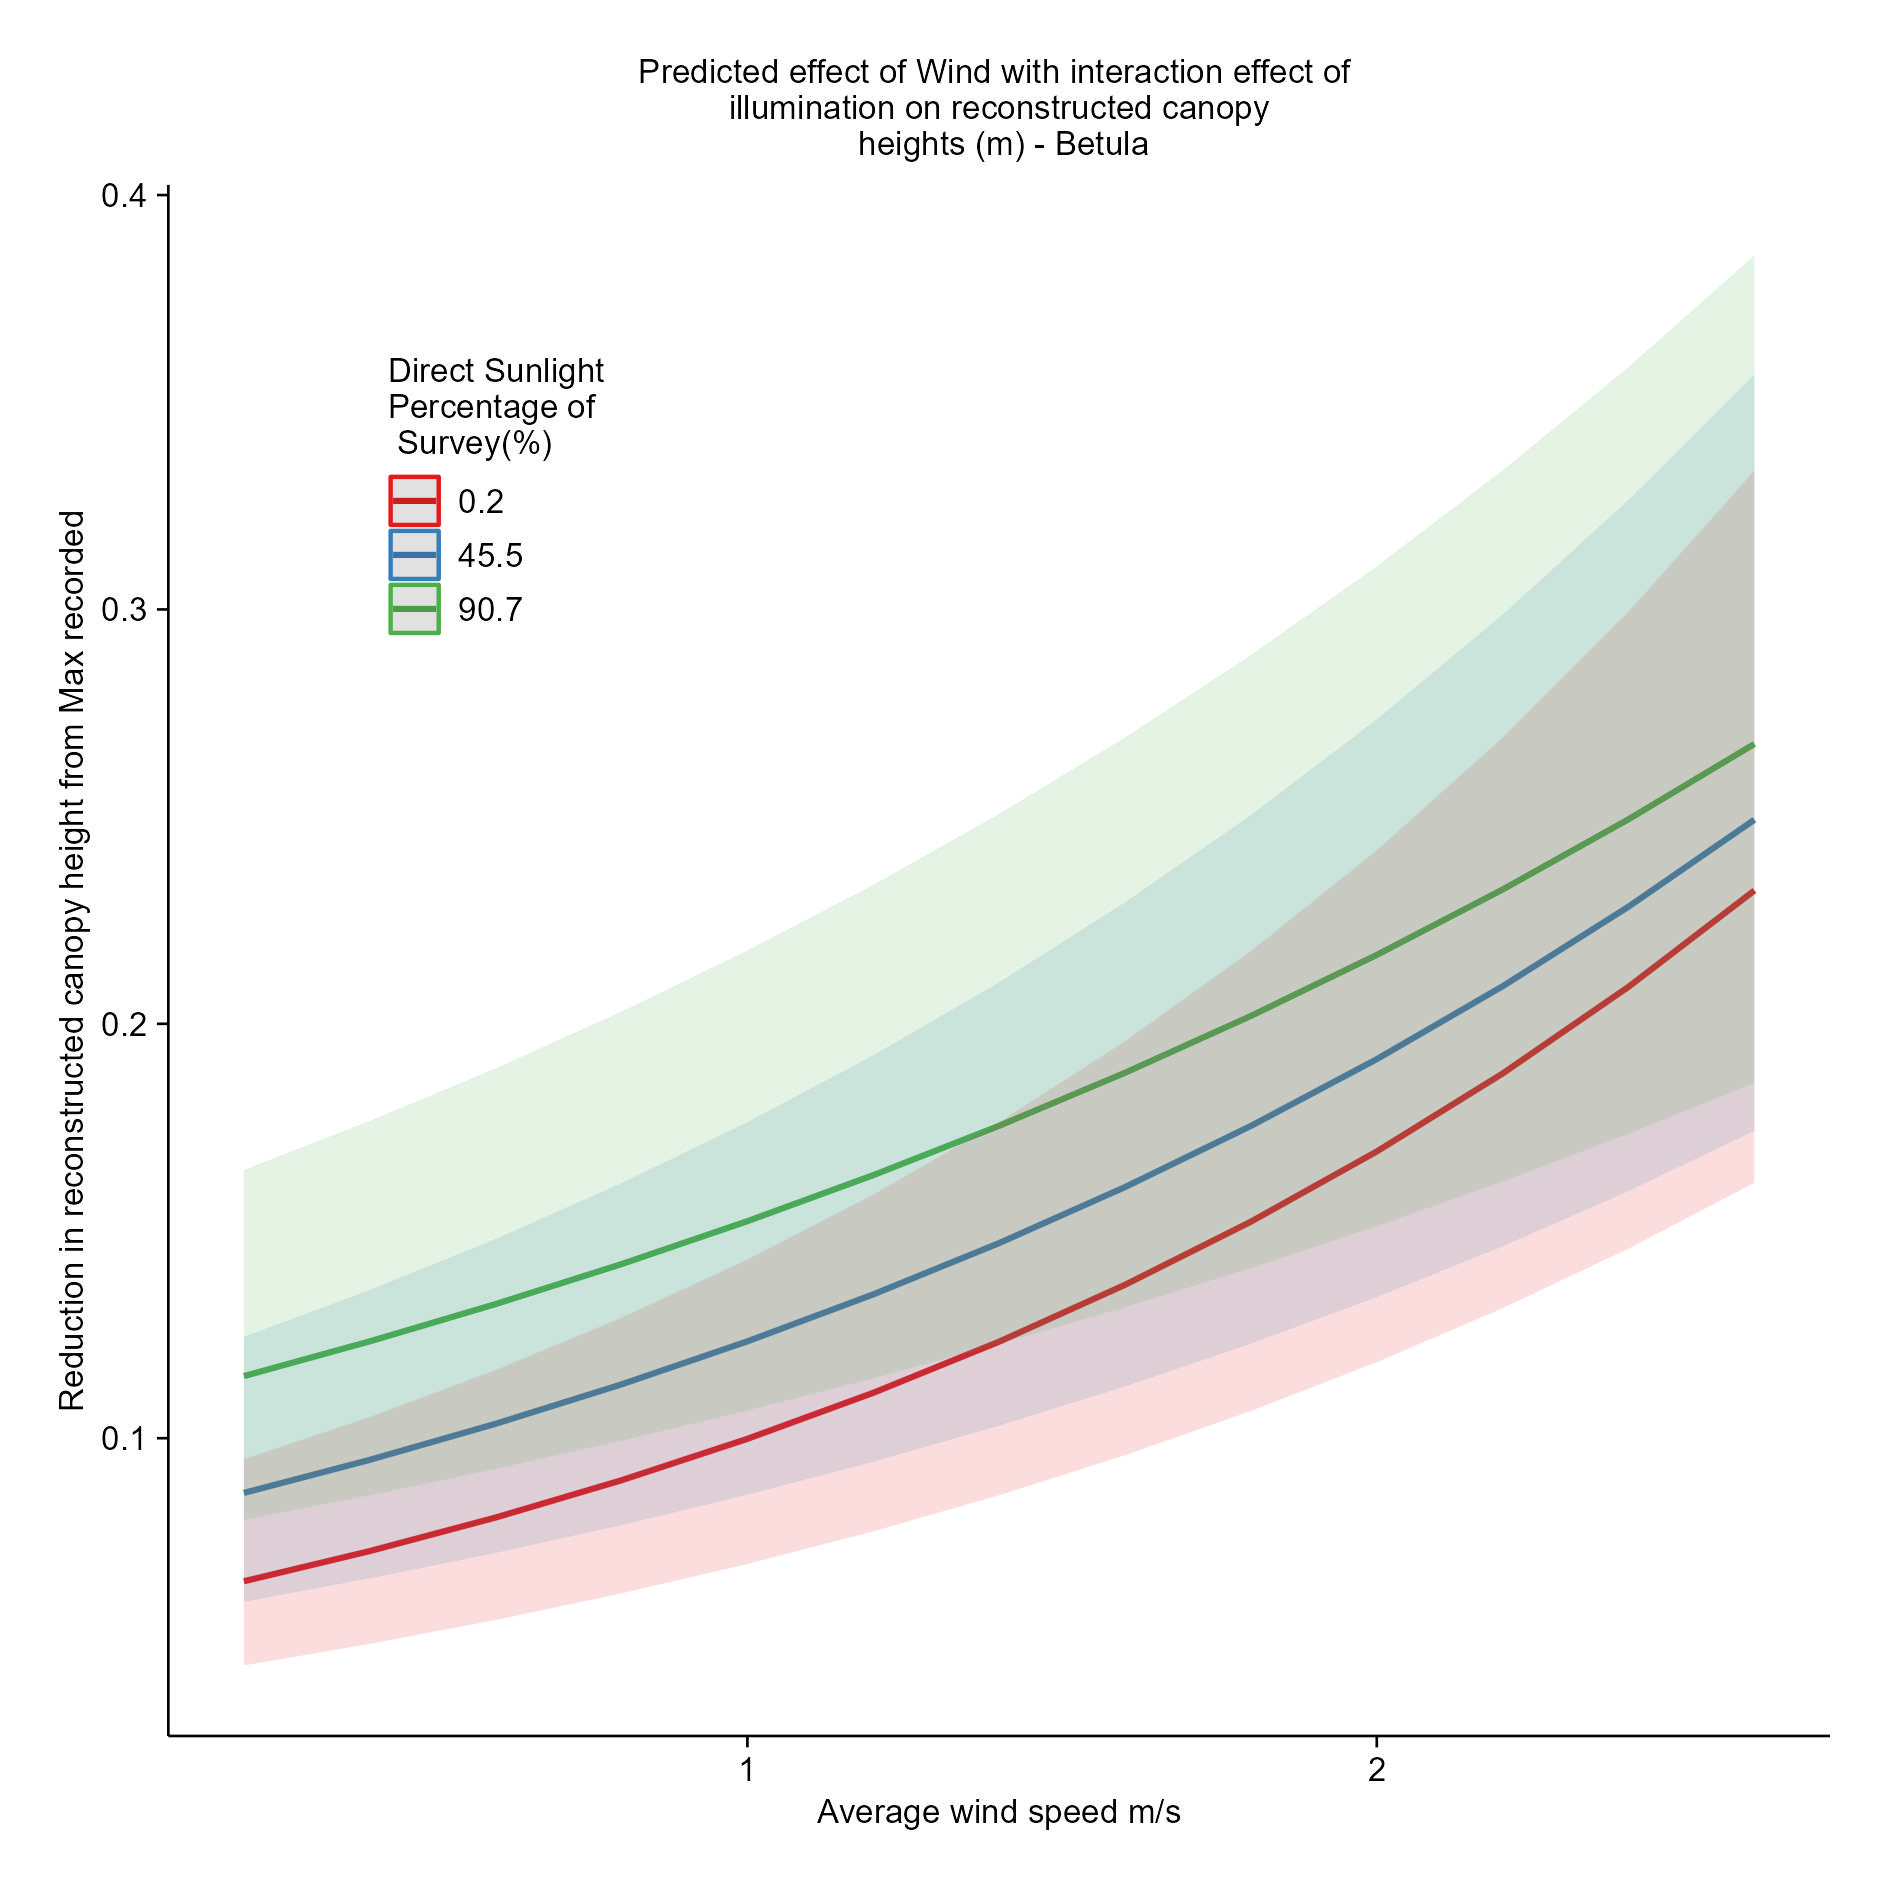 Predicted effect of Wind with interaction effect of
illumination on reconstructed canopy
heights (m) - Betula
Reduction in reconstructed canopy height from Max recorded
0.4
0.3
0.2
0.1
Direct Sunlight
Percentage of
Survey(%)
0.2
45.5
90.7
1
2
Average wind speed m/s